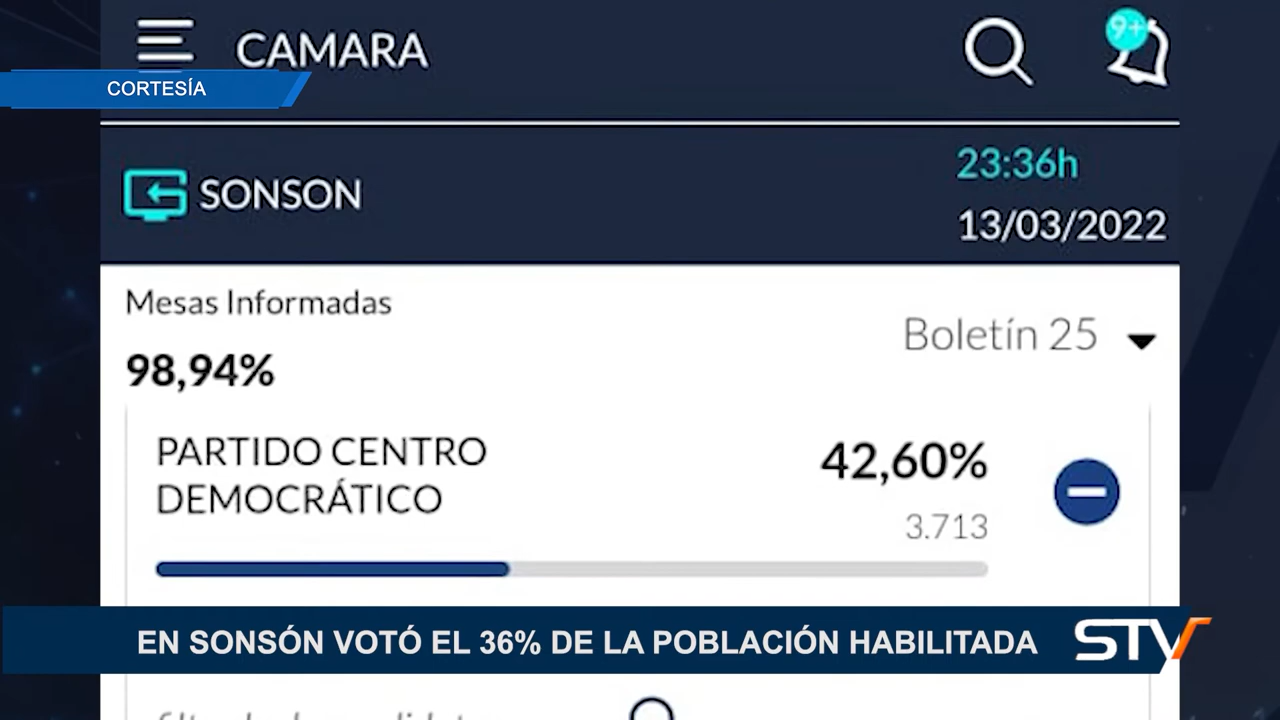 CAMARA
9+
CORTESÍA
SONSON
23:36h
13/03/2022
Mesas Informadas
98,94%
Boletín 25
PARTIDO CENTRO
DEMOCRÁTICO
42,60%
3.713
EN SONSÓN VOTÓ EL 36% DE LA POBLACIÓN HABILITADA
STV